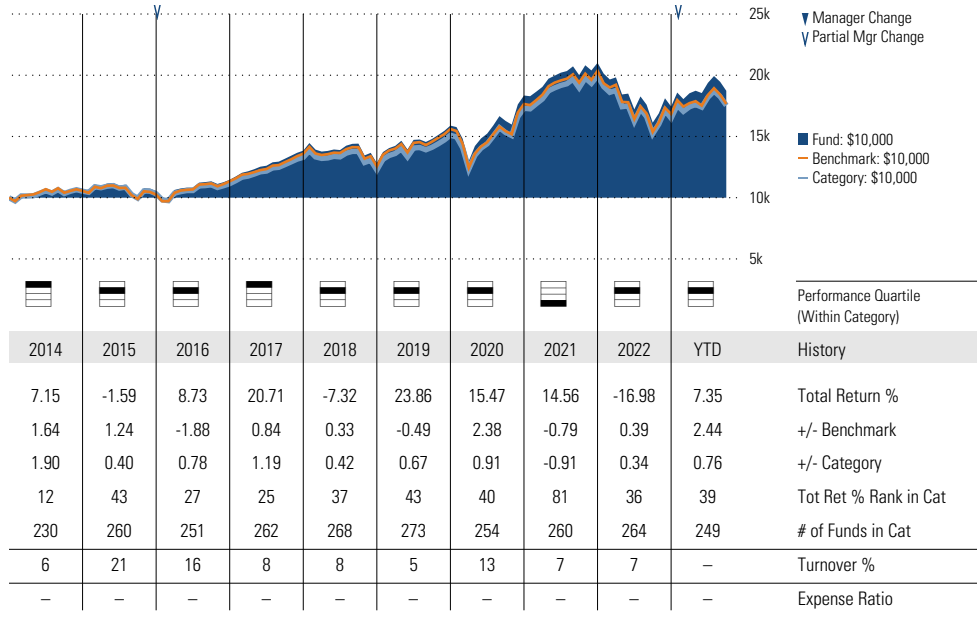 25k
20k
15k
10k
5k
Manager Change
Partial Mgr Change
Fund: $10,000
Benchmark: $10,000
Category: $10,000
Performance Quartile
(Within Category)
2014 2015 2016 2017 2018 2019 2020 2021 2022 YTD History
7.15 -1.59 8.73 20.71 -7.32 23.86 15.47 14.56 -16.98 7.35 Total Return %
1.64 1.24 -1.88 0.84 0.33 -0.49 2.38 -0.79 0.39 2.44 +/- Benchmark
1.90 0.40 0.78 1.19 0.42 0.67 0.91 -0.91 0.34 0.76 +/- Category
12 43 27 25 37 43 40 81 36 39 Tot Ret % Rank in Cat
230 260 251 262 268 273 254 260 264 249 # of Funds in Cat
6 21 16 8 8 5 13 7 7 – Turnover %
– – – – – – – – – – Expense Ratio